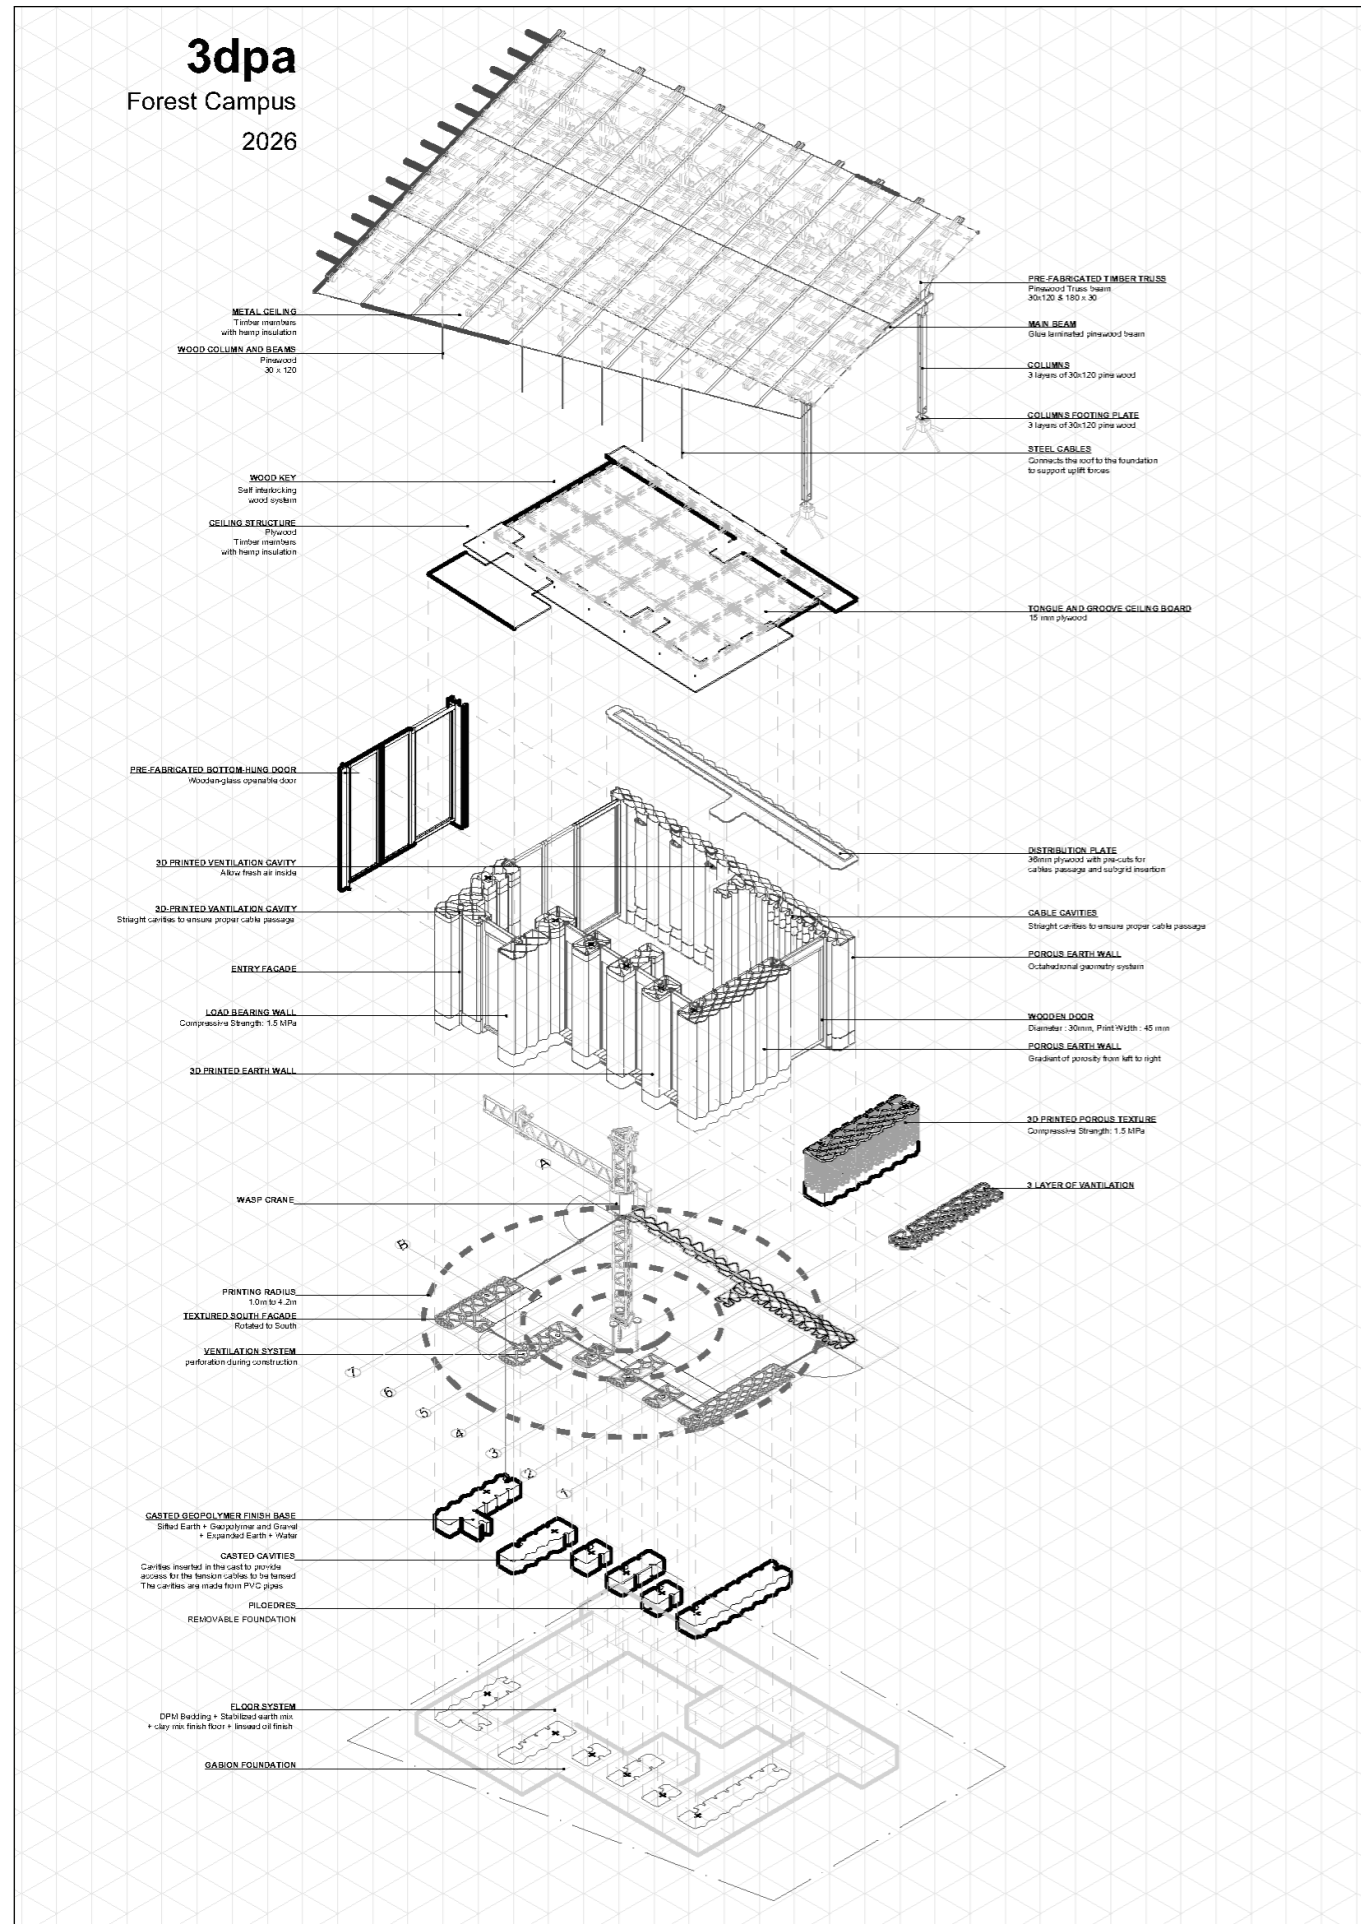 3dpa
Forest Campus
2026
METAL CEILING
Timber members
with hemp insulation
WOOD COLUMN AND BEAMS
Pinewood
30 x 120
WOOD KEY
Self interlocking
wood system
CEILING STRUCTURE
Plywood
Timber members
with hemp insulation
PRE-FABRICATED BOTTOM-HUNG DOOR
Wooden-glass openable door
3D PRINTED VENTILATION CAVITY
Allow fresh air inside
3D-PRINTED VANTILATION CAVITY
Striaght cavities to ensure proper cable passage
ENTRY FACADE
LOAD BEARING WALL
Compressive Strength: 1.5 MPa
3D PRINTED EARTH WALL
WASP CRANE
PRINTING RADIUS
1.0m to 4.2m
TEXTURED SOUTH FACADE
Rotated to South
VENTILATION SYSTEM
perforation during construction
CASTED GEOPOLYMER FINISH BASE
Sifted Earth + Geopolymer and Gravel
+ Expanded Earth + Water
CASTED CAVITIES
Cavities inserted in the cast to provide
access for the tension cables to be tensed
The cavities are made from PVC pipes
PILOEDRES
REMOVABLE FOUNDATION
FLOOR SYSTEM
DPM Bedding + Stabilized earth mix
+ clay mix finish floor + linseed oil finish
GABION FOUNDATION
PRE-FABRICATED TIMBER TRUSS
Pinewood Truss beam
30x120 & 180 x 30
MAIN BEAM
Glue laminated pinewood beam
COLUMNS
3 layers of 30x120 pine wood
COLUMNS FOOTING PLATE
3 layers of 30x120 pine wood
STEEL CABLES
Connects the roof to the foundation
to support uplift forces
TONGUE AND GROOVE CEILING BOARD
15 mm plywood
DISTRIBUTION PLATE
36mm plywood with pre-cuts for
cables passage and subgrid insertion
CABLE CAVITIES
Striaght cavities to ensure proper cable passage
POROUS EARTH WALL
Octahedronal geometry system
WOODEN DOOR
Diameter : 30mm, Print Width : 45 mm
POROUS EARTH WALL
Gradient of porosity from left to right
3D PRINTED POROUS TEXTURE
Compressive Strength: 1.5 MPa
3 LAYER OF VANTILATION
A
B
7
6
5
4
3
2
1